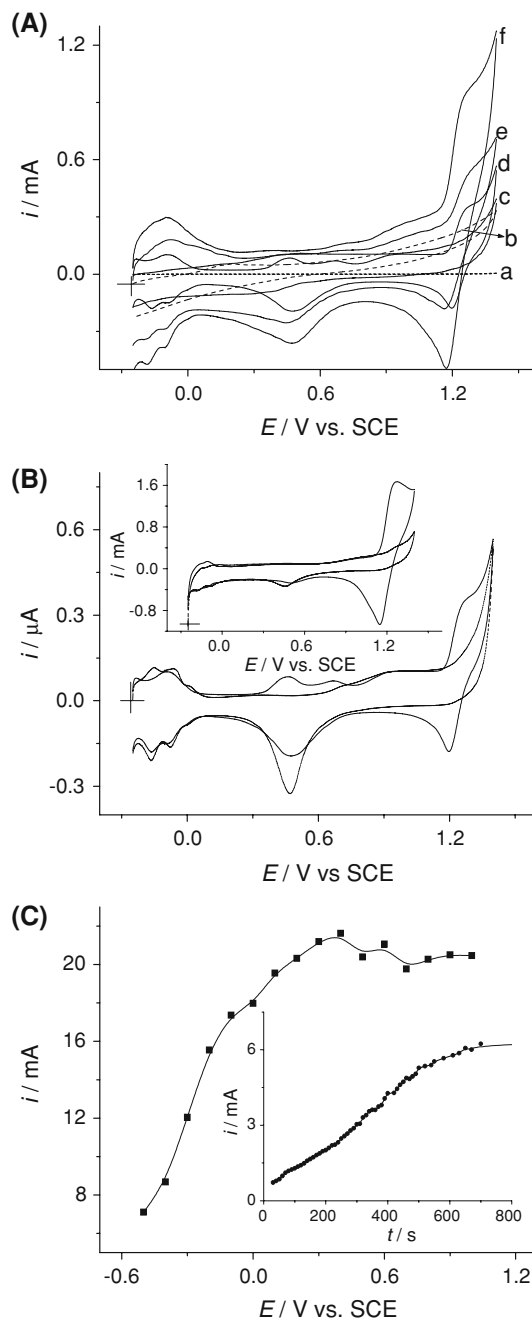 (A)
1.2
0.6
0.0
i / mA
f
e
d
c
b
a
0.0
0.6
1.2
E / V vs. SCE
(B)
0.6
0.3
0.0
-0.3
i / μA
1.6
0.8
0.0
-0.8
i / mA
0.0
0.4
0.8
1.2
E / V vs. SCE
0.0
0.6
1.2
E / V vs SCE
(C)
20
16
12
8
i / mA
6
3
0
i / mA
0
200
400
600
800
t / s
-0.6
0.0
0.6
1.2
E / V vs. SCE